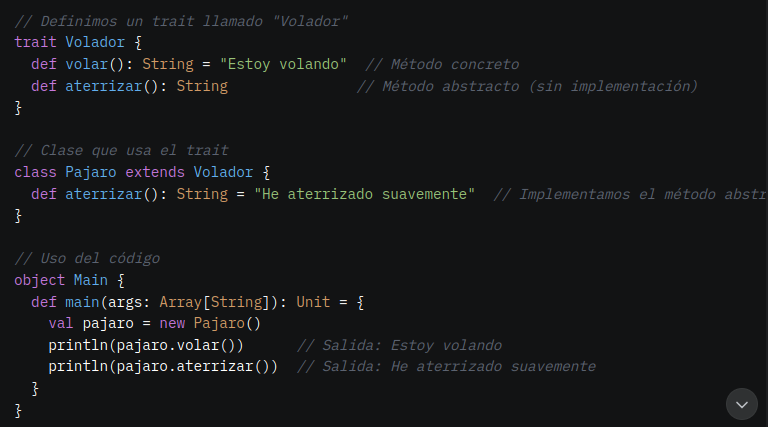 // Definimos un trait llamado "Volador"
trait Volador {
  def volar(): String = "Estoy volando"  // Método concreto
  def aterrizar(): String               // Método abstracto (sin implementación)
}

// Clase que usa el trait
class Pajaro extends Volador {
  def aterrizar(): String = "He aterrizado suavemente"  // Implementamos el método abstr
}

// Uso del código
object Main {
  def main(args: Array[String]): Unit = {
    val pajaro = new Pajaro()
    println(pajaro.volar())      // Salida: Estoy volando
    println(pajaro.aterrizar())  // Salida: He aterrizado suavemente
  }
}